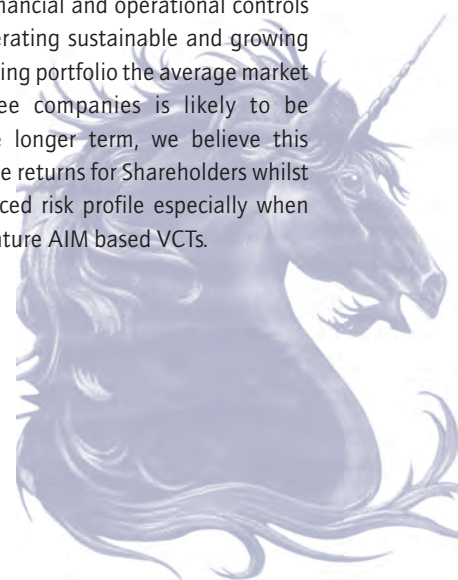 nancial and operational controls
erating sustainable and growing
ing portfolio the average market
ee companies is likely to be
longer term, we believe this
e returns for Shareholders whilst
ced risk profile especially when
ature AIM based VCTs.